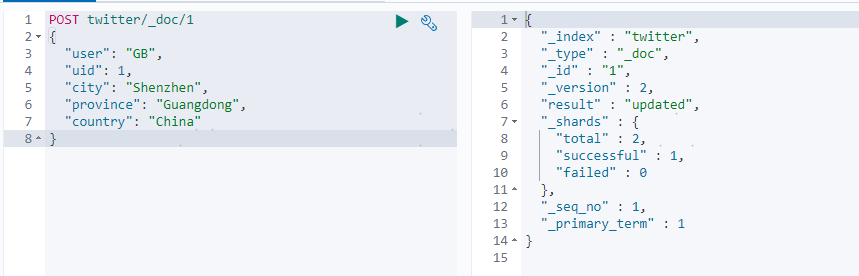 1 POST twitter/_doc/1
2 {
3 "user": "GB",
4 "uid": 1,
5 "city": "Shenzhen",
6 "province": "Guangdong",
7 "country": "China"
8 }
1 {
2 "_index" : "twitter",
3 "_type" : "_doc",
4 "_id" : "1",
5 "_version" : 2,
6 "result" : "updated",
7 "_shards" : {
8 "total" : 2,
9 "successful" : 1,
10 "failed" : 0
11 },
12 "_seq_no" : 1,
13 "_primary_term" : 1
14 }
15